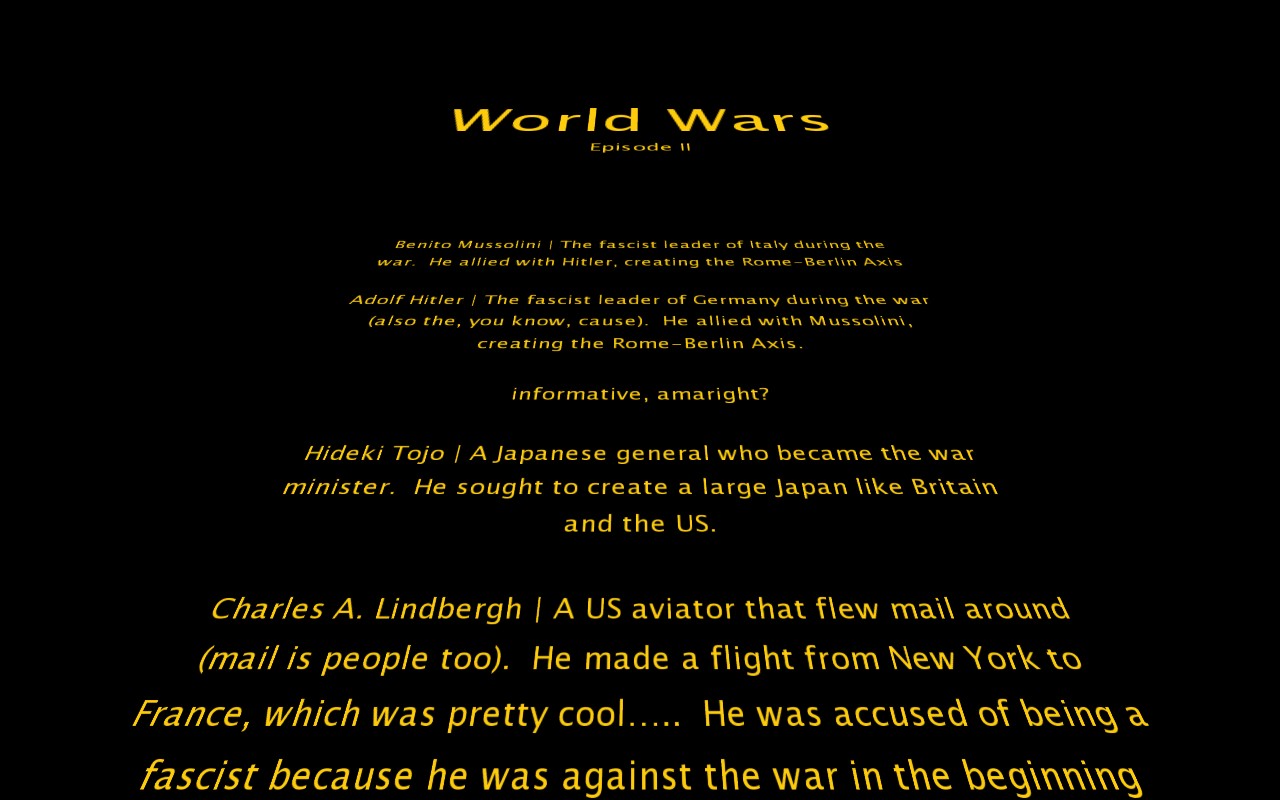 World Wars
Episode II
Benito Mussolini | The fascist leader of Italy during the
war.  He allied with Hitler, creating the Rome-Berlin Axis
Adolf Hitler | The fascist leader of Germany during the war
(also the, you know, cause).  He allied with Mussolini,
creating the Rome-Berlin Axis.
informative, amaright?
Hideki Tojo | A Japanese general who became the war
minister.  He sought to create a large Japan like Britain
and the US.
Charles A. Lindbergh | A US aviator that flew mail around
(mail is people too).  He made a flight from New York to
France, which was pretty cool.....  He was accused of being a
fascist because he was against the war in the beginning